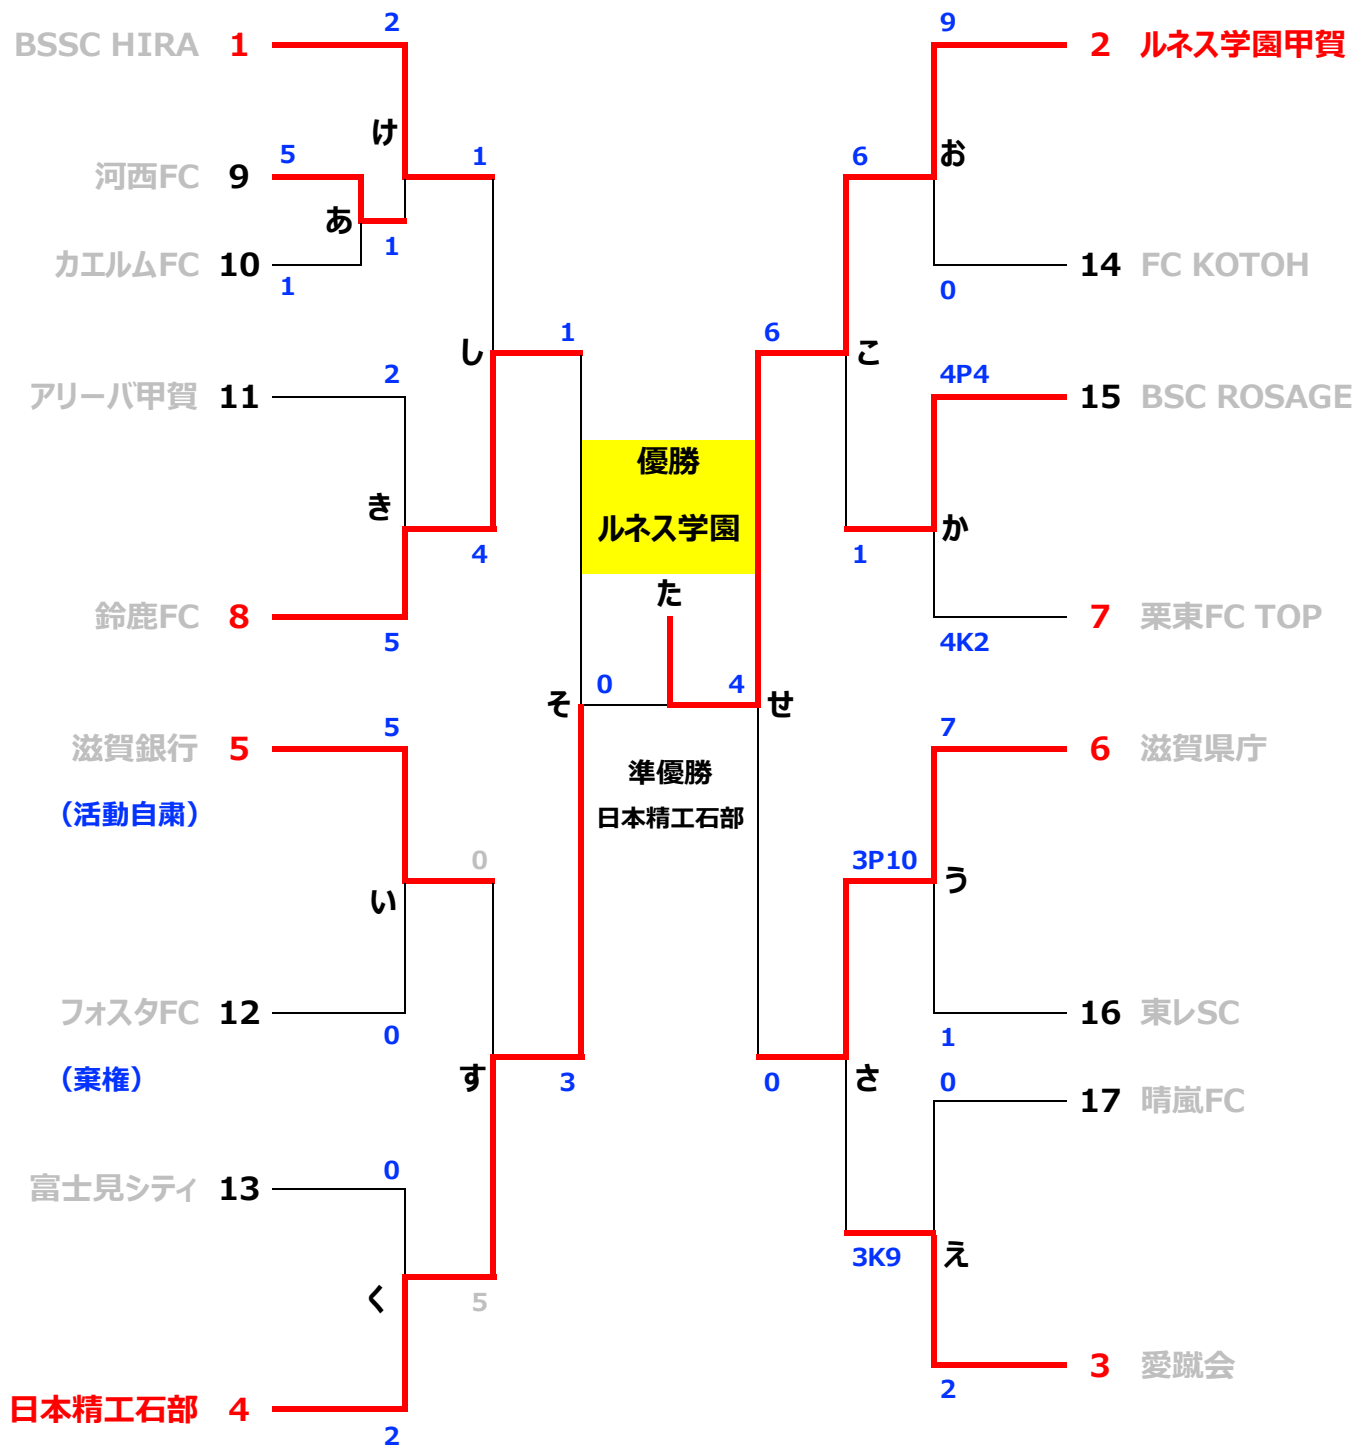 2
9
BSSC HIRA 1
2 ルネス学園甲賀
け
5
1
6
お
河西FC 9
あ
1
カエルムFC 10
14 FC KOTOH
1
0
1
6
し
こ
2
4P4
アリーバ甲賀 11
15 BSC ROSAGE
優勝
き
ルネス学園
か
4
1
た
鈴鹿FC 8
7 栗東FC TOP
5
4K2
0
4
そ
せ
5
7
滋賀銀行 5
6 滋賀県庁
準優勝
（活動自粛）
日本精工石部
0
3P10
い
う
フォスタFC 12
16 東レSC
0
1
（棄権）
す
3
0
さ
0
17 晴嵐FC
0
富士見シティ 13
3K9
え
く
5
3 愛蹴会
2
日本精工石部 4
2